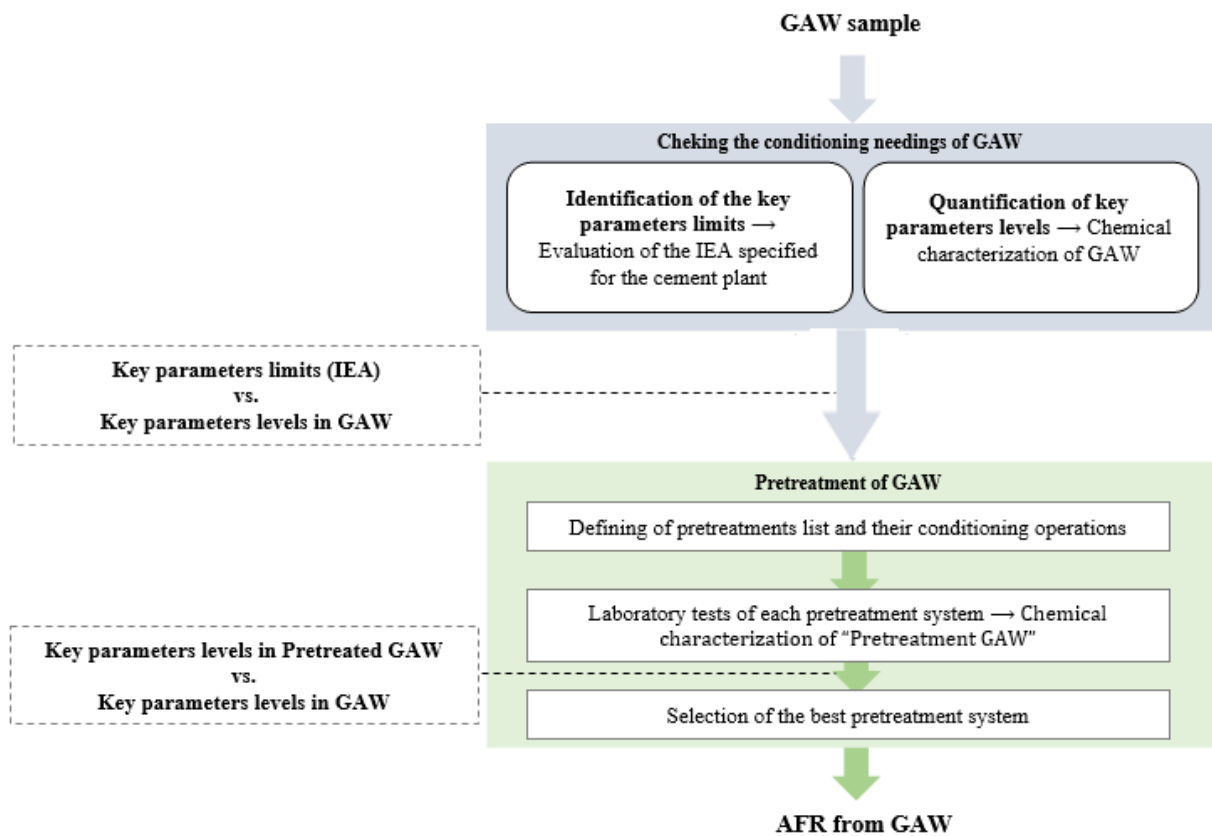 GAW sample
Cheking the conditioning needings of GAW
Identification of the key
parameters limits →
Evaluation of the IEA specified
for the cement plant
Quantification of key
parameters levels → Chemical
characterization of GAW
Key parameters limits (IEA)
vs.
Key parameters levels in GAW
Pretreatment of GAW
Defining of pretreatments list and their conditioning operations
Laboratory tests of each pretreatment system → Chemical
characterization of “Pretreatment GAW”
Key parameters levels in Pretreated GAW
vs.
Key parameters levels in GAW
Selection of the best pretreatment system
AFR from GAW